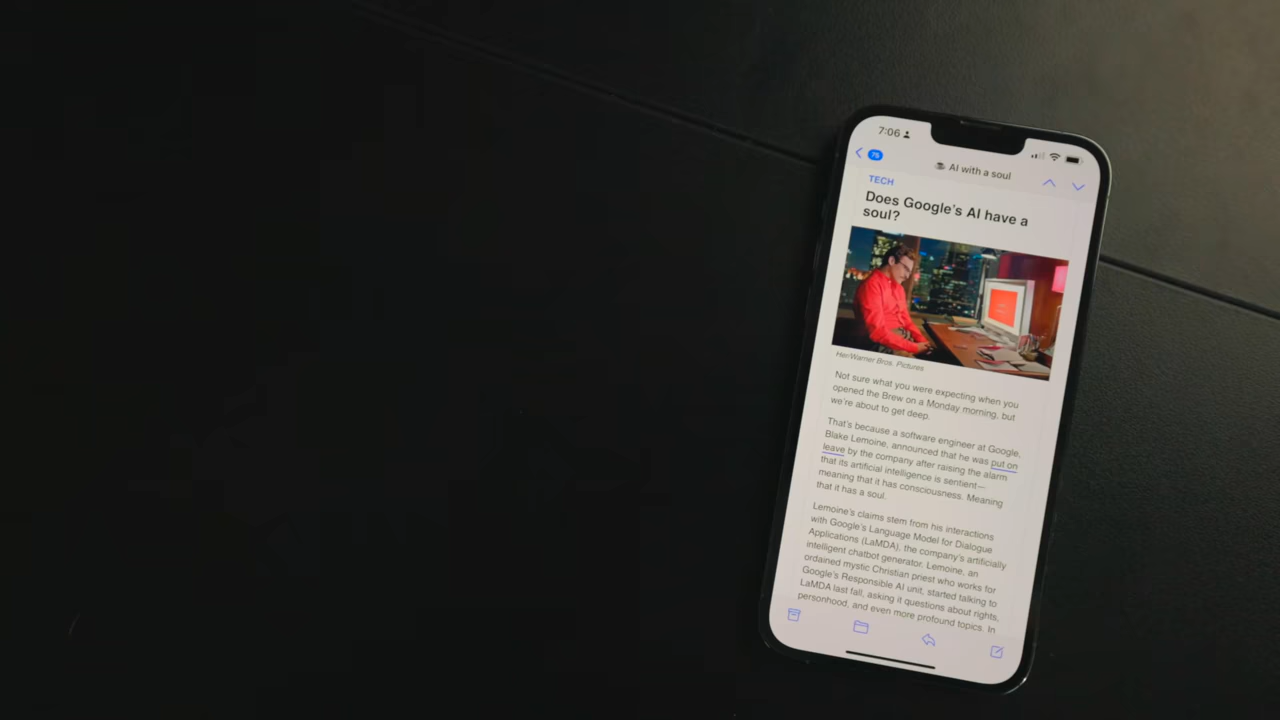 7:06
75
AI with a soul
TECH
Does Google's AI have a
soul?
Her/Warner Bros. Pictures
Not sure what you were expecting when you
opened the Brew on a Monday morning, but
we're about to get deep.
That's because a software engineer at Google,
Blake Lemoine, announced that he was put on
leave by the company after raising the alarm
that its artificial intelligence is sentient—
meaning that it has consciousness. Meaning
that it has a soul.
Lemoine's claims stem from his interactions
with Google's Language Model for Dialogue
Applications (LaMDA), the company's artificially
intelligent chatbot generator. Lemoine, an
ordained mystic Christian priest who works for
Google's Responsible AI unit, started talking to
LaMDA last fall, asking it questions about rights,
personhood, and even more profound topics. In